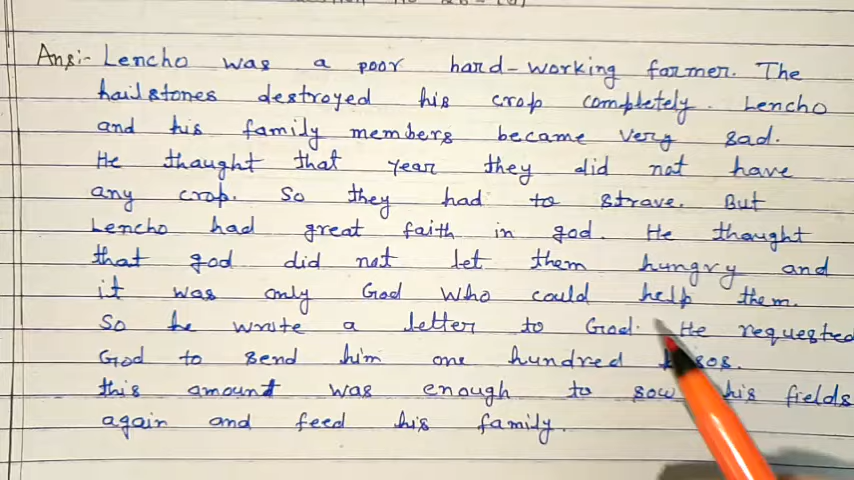 Ans:- Lencho was a poor hard-working farmer. The
hailstones destroyed his crop completely. Lencho
and his family members became very sad.
He thought that year they did not have
any crop. So they had to strave. But
Lencho had great faith in god. He thought
that god did not let them hungry and
it was only God who could help them.
So he wrute a letter to God. He requested
God to send him one hundred
this amount was enough to sow his fields
again and feed his family.